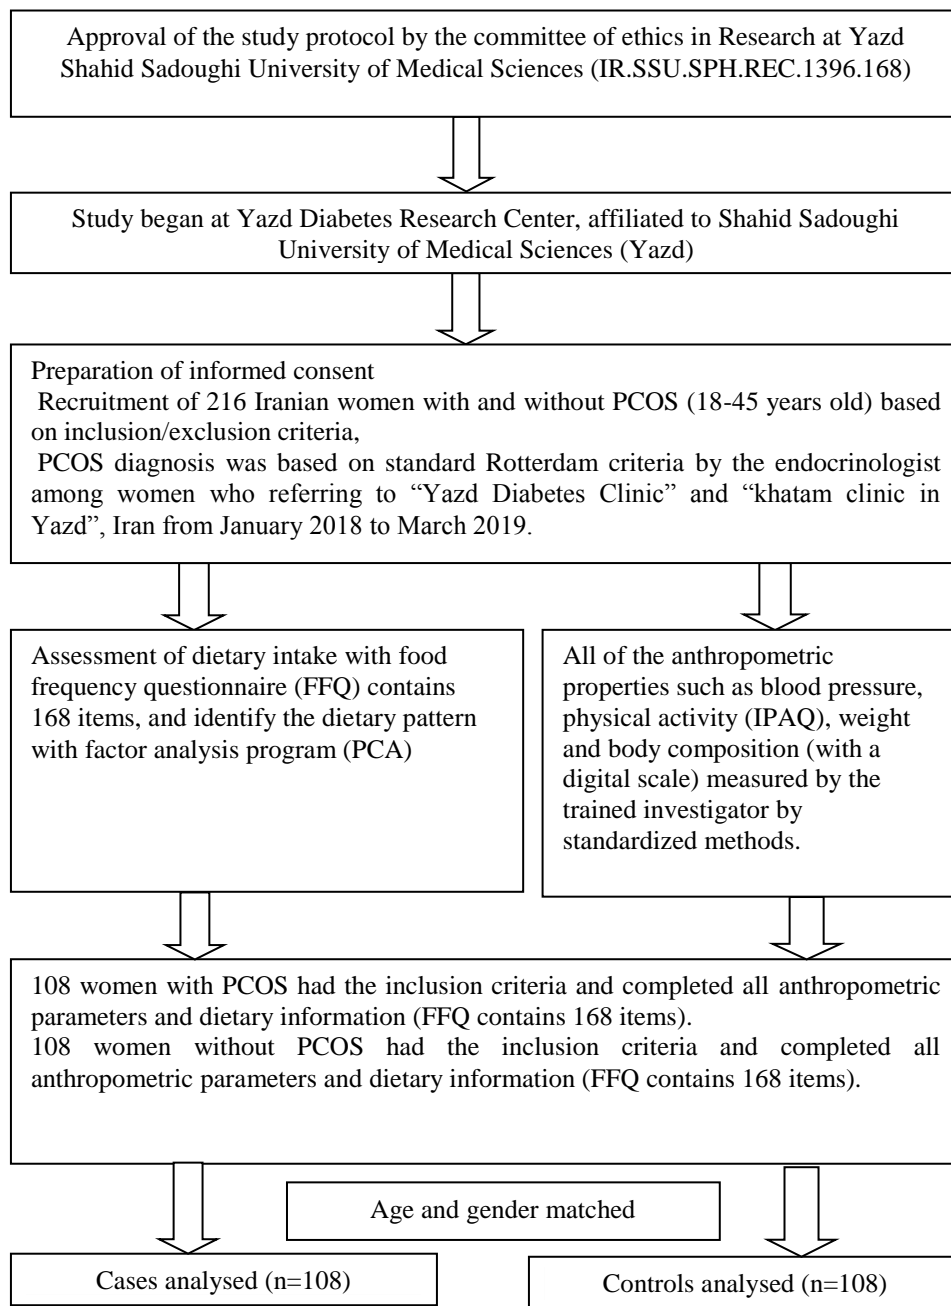 Approval of the study protocol by the committee of ethics in Research at Yazd
Shahid Sadoughi University of Medical Sciences (IR.SSU.SPH.REC.1396.168)
Study began at Yazd Diabetes Research Center, affiliated to Shahid Sadoughi
University of Medical Sciences (Yazd)
Preparation of informed consent
Recruitment of 216 Iranian women with and without PCOS (18-45 years old) based
on inclusion/exclusion criteria,
PCOS diagnosis was based on standard Rotterdam criteria by the endocrinologist
among women who referring to “Yazd Diabetes Clinic” and “khatam clinic in
Yazd”, Iran from January 2018 to March 2019.
Assessment of dietary intake with food
frequency questionnaire (FFQ) contains
168 items, and identify the dietary pattern
with factor analysis program (PCA)
All of the anthropometric
properties such as blood pressure,
physical activity (IPAQ), weight
and body composition (with a
digital scale) measured by the
trained investigator by
standardized methods.
108 women with PCOS had the inclusion criteria and completed all anthropometric
parameters and dietary information (FFQ contains 168 items).
108 women without PCOS had the inclusion criteria and completed all
anthropometric parameters and dietary information (FFQ contains 168 items).
Age and gender matched
Cases analysed (n=108)
Controls analysed (n=108)